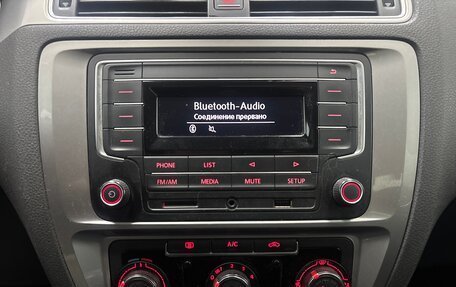 Bluetooth-Audio
Соединение прервано
PHONE LIST
FM/AM MEDIA MUTE SETUP
A/C